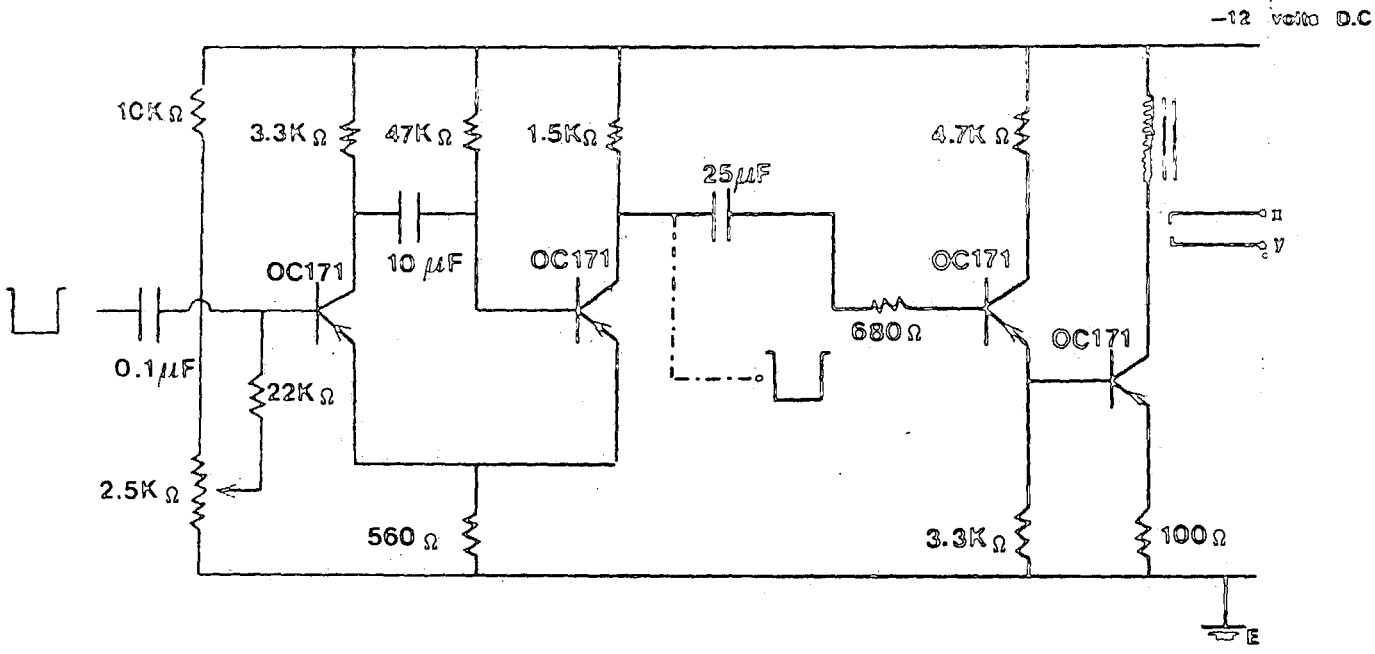 -12 volts D.C
10KΩ
3.3KΩ
47KΩ
1.5KΩ
4.7KΩ
25μF
10 μF
OC171
OC171
OC171
680Ω
OC171
0.1μF
22KΩ
2.5KΩ
560Ω
3.3KΩ
100Ω
E